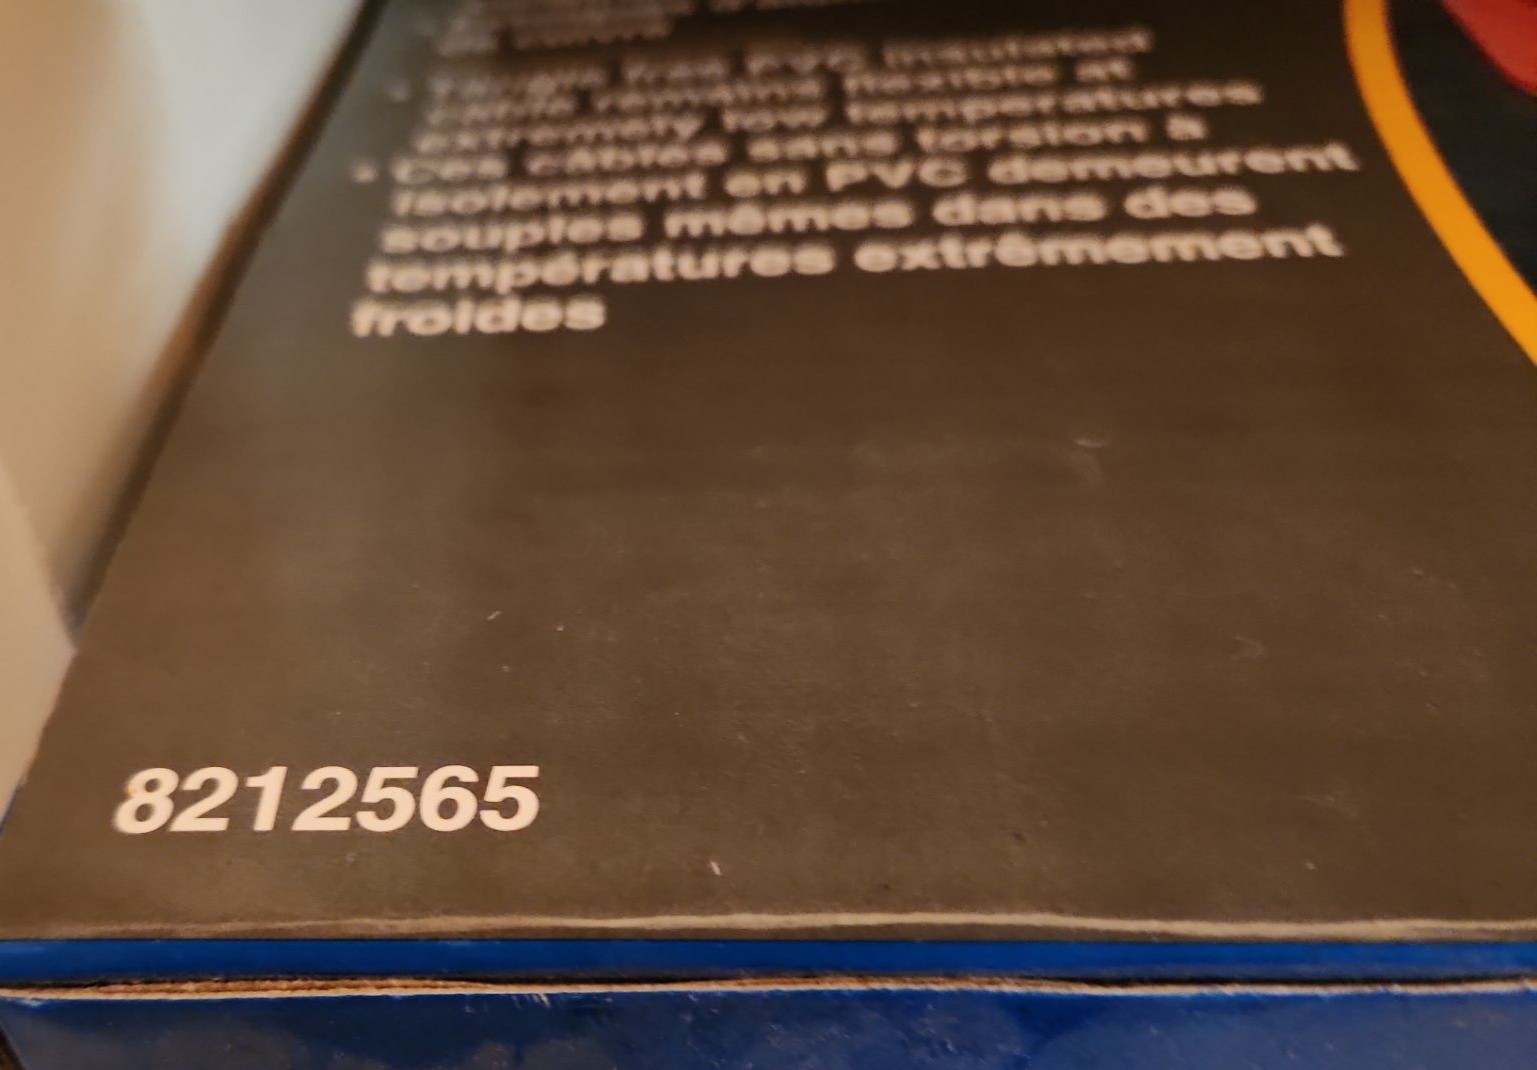 • Tangle free PVC insulated
cable remains flexible at
extremely low temperatures
• Ces câbles sans torsion à
isolement en PVC demeurent
souples mêmes dans des
températures extrêmement
froides
8212565